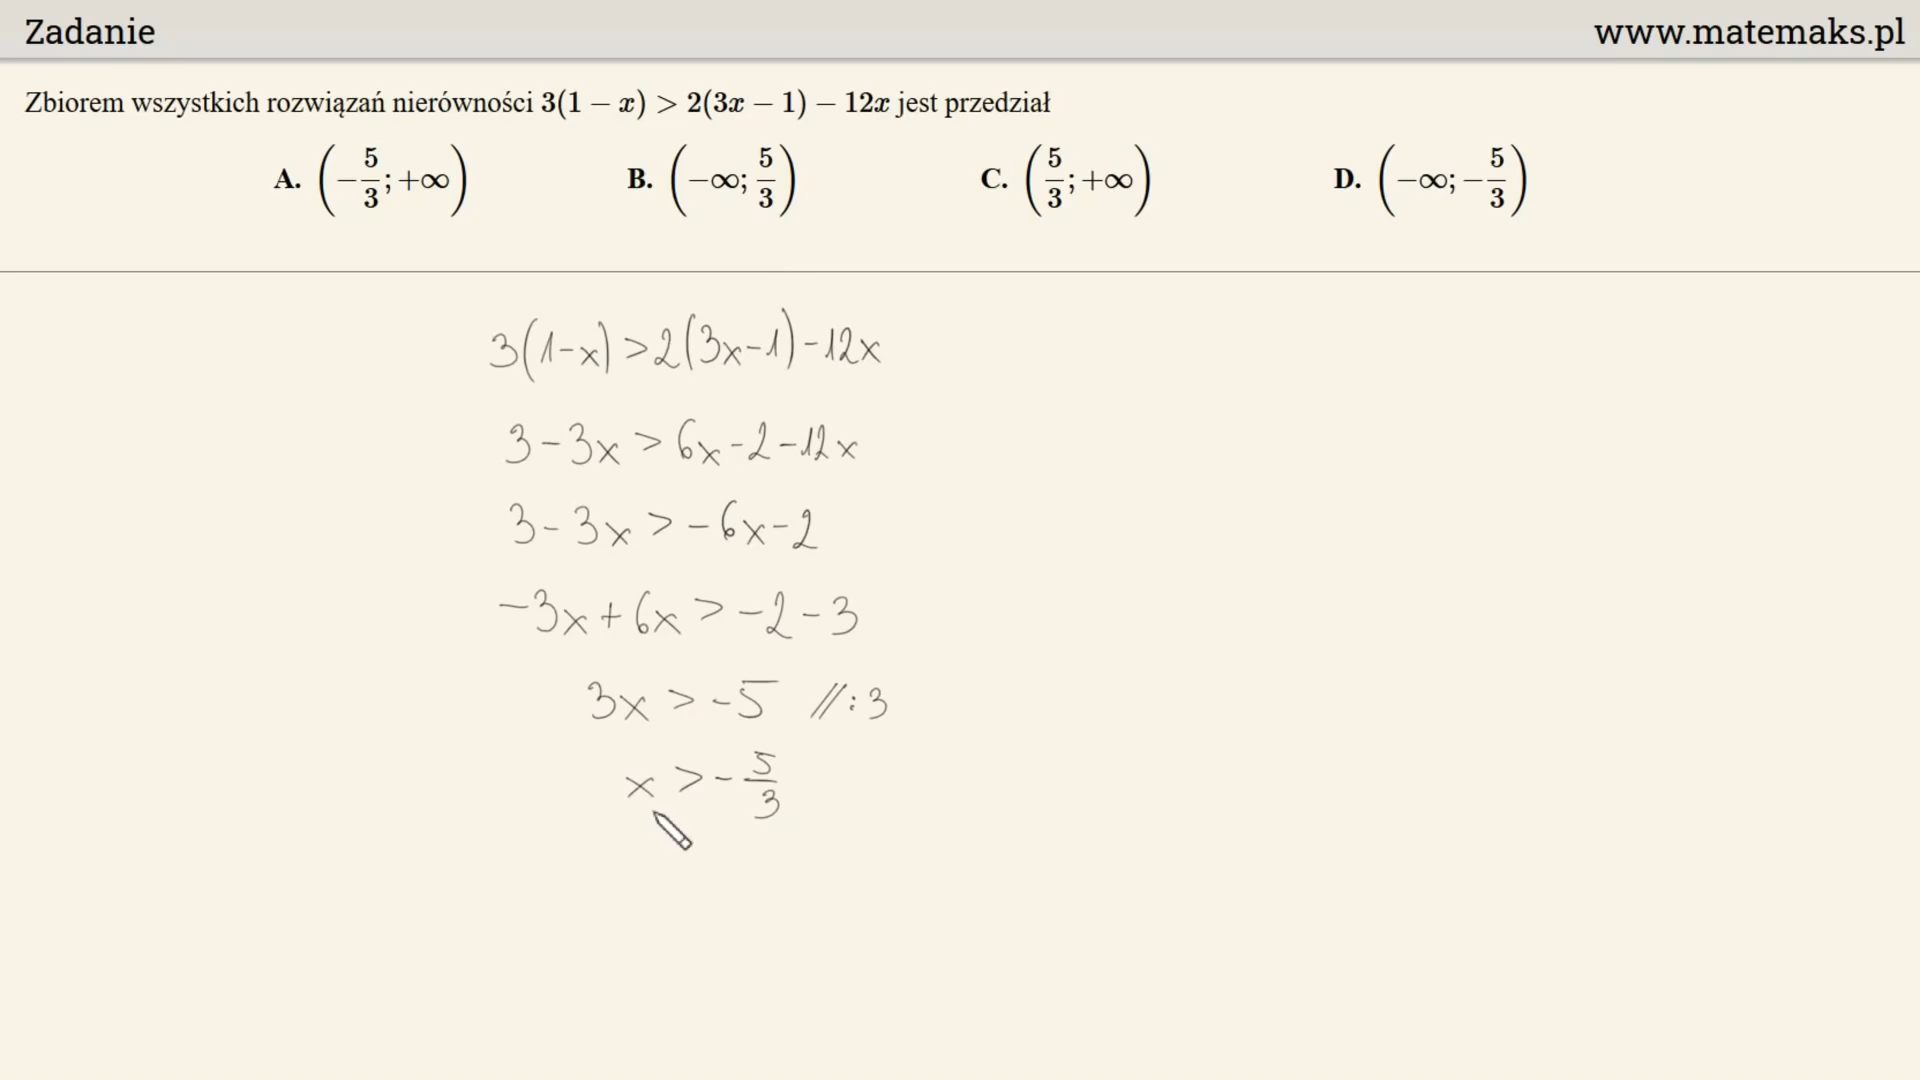 Zadanie
www.matemaks.pl
Zbiorem wszystkich rozwiązań nierówności 3(1 − x) > 2(3x − 1) − 12x jest przedział
A. (−5/3; +∞) B. (−∞; 5/3) C. (5/3; +∞) D. (−∞; −5/3)
3(1-x) > 2(3x-1) - 12x
3 - 3x > 6x - 2 - 12x
3 - 3x > -6x - 2
-3x + 6x > -2 - 3
3x > -5 //:3
x > -5/3